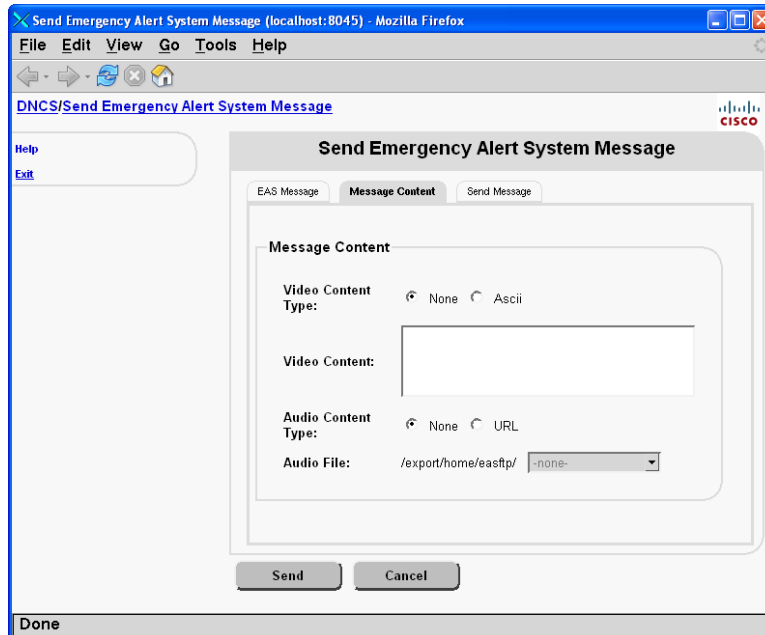 Send Emergency Alert System Message (localhost:8045) - Mozilla Firefox
File Edit View Go Tools Help
DNCS/Send Emergency Alert System Message
CISCO
Help
Exit
Send Emergency Alert System Message
EAS Message Message Content Send Message
Message Content
Video Content
Type:
None Ascii
Video Content:
Audio Content
Type:
None URL
Audio File: /export/home/easftp/ -none-
Send Cancel
Done